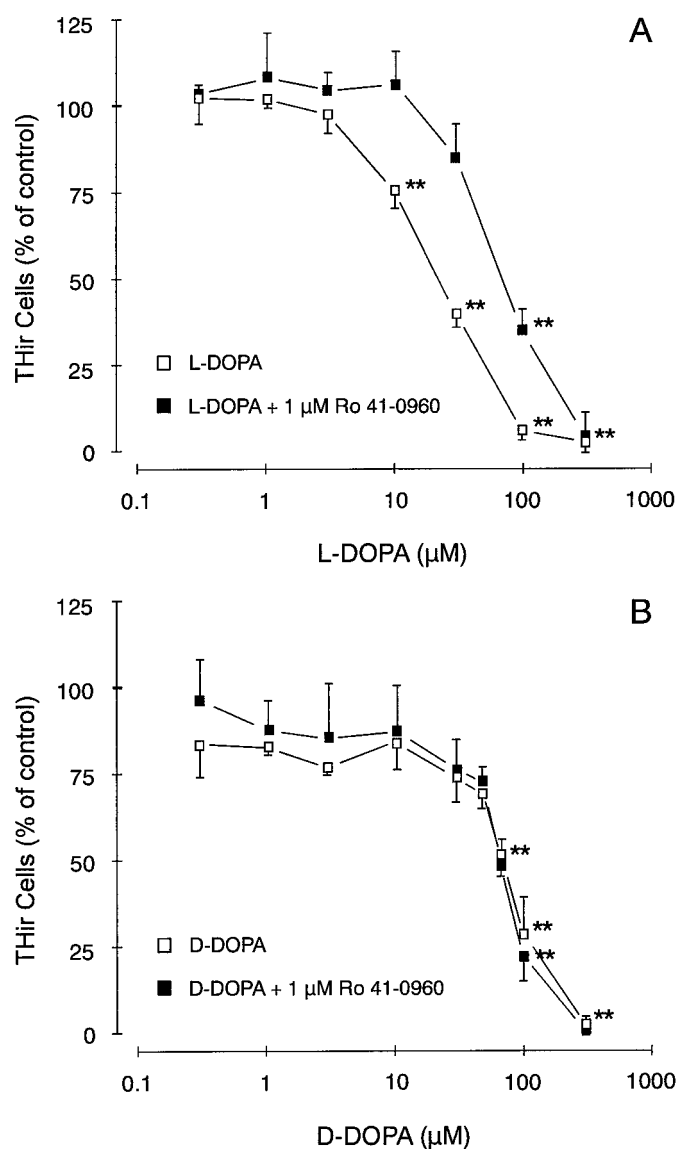 A
THir Cells (% of control)
125
100
75
50
25
0
**
**
**
**
**
L-DOPA
L-DOPA + 1 µM Ro 41-0960
0.1 1 10 100 1000
L-DOPA (µM)
B
THir Cells (% of control)
125
100
75
50
25
0
**
**
**
**
D-DOPA
D-DOPA + 1 µM Ro 41-0960
0.1 1 10 100 1000
D-DOPA (µM)